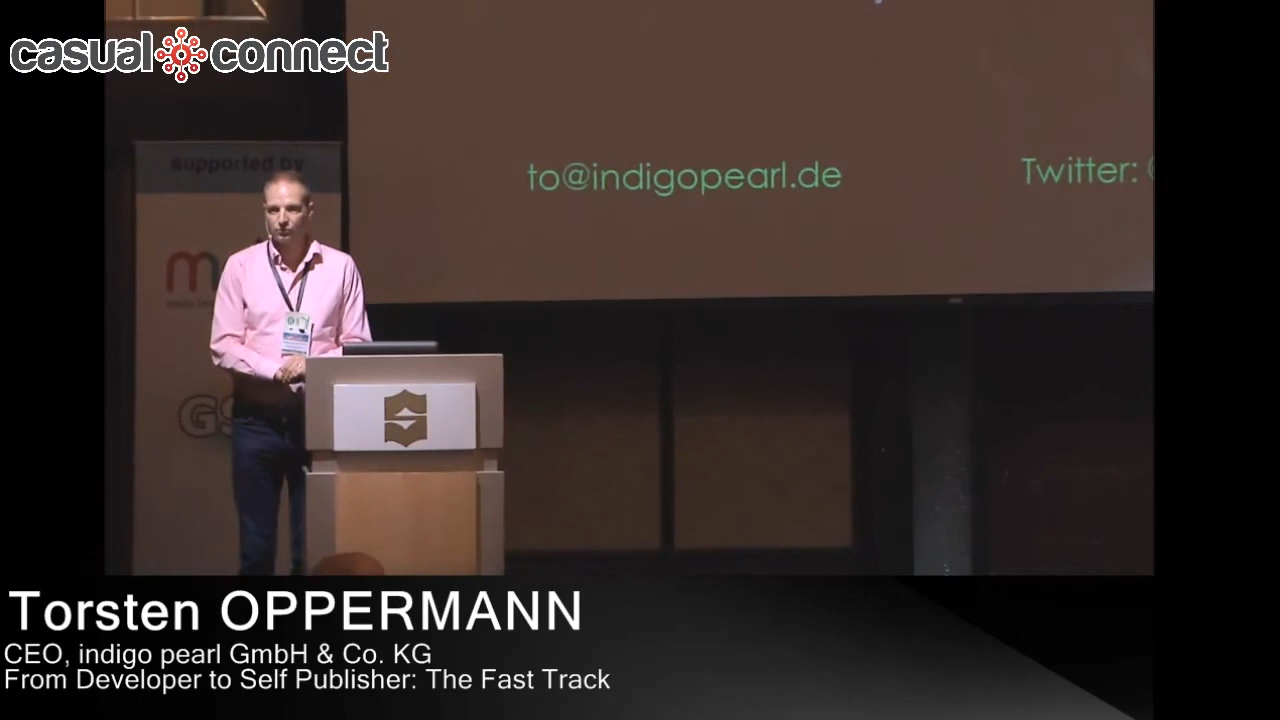 casual connect
supported by
to@indigopearl.de
Twitter:
Torsten OPPERMANN
CEO, indigo pearl GmbH & Co. KG
From Developer to Self Publisher: The Fast Track